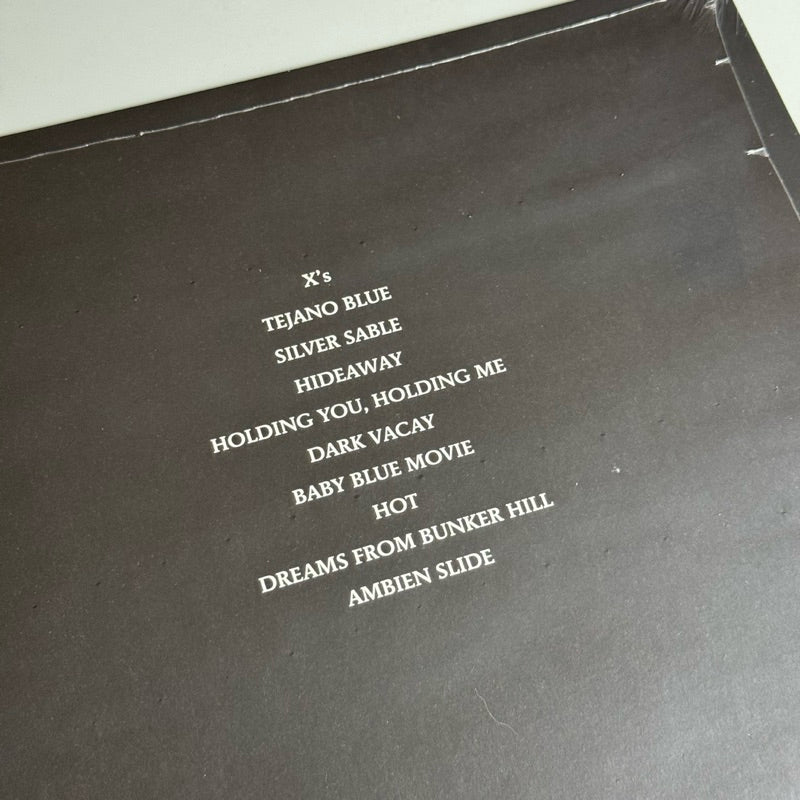 X's
TEJANO BLUE
SILVER SABLE
HIDEAWAY
HOLDING YOU, HOLDING ME
DARK VACAY
BABY BLUE MOVIE
HOT
DREAMS FROM BUNKER HILL
AMBIEN SLIDE